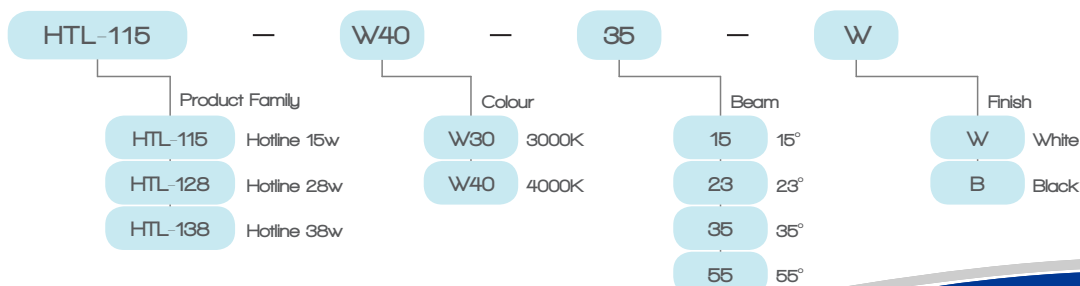 HTL-115 — W40 — 35 — W
Product Family Colour Beam Finish
HTL-115 Hotline 15w W30 3000K 15 15° W White
HTL-128 Hotline 28w W40 4000K 23 23° B Black
HTL-138 Hotline 38w 35 35°
55 55°